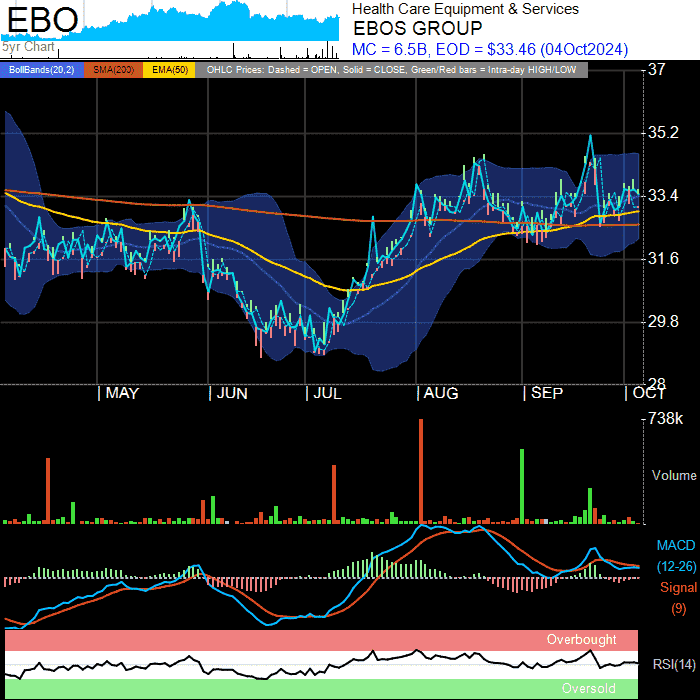 EBO
5yr Chart
Health Care Equipment & Services
EBOS GROUP
MC = 6.5B, EOD = $33.46 (04Oct2024)
BollBands(20,2) SMA(200) EMA(50) OHLC Prices: Dashed = OPEN, Solid = CLOSE, Green/Red bars = Intra-day HIGH/LOW
37
35.2
33.4
31.6
29.8
28
MAY JUN JUL AUG SEP OCT
738k
Volume
MACD
(12-26)
Signal
(9)
Overbought
RSI(14)
Oversold